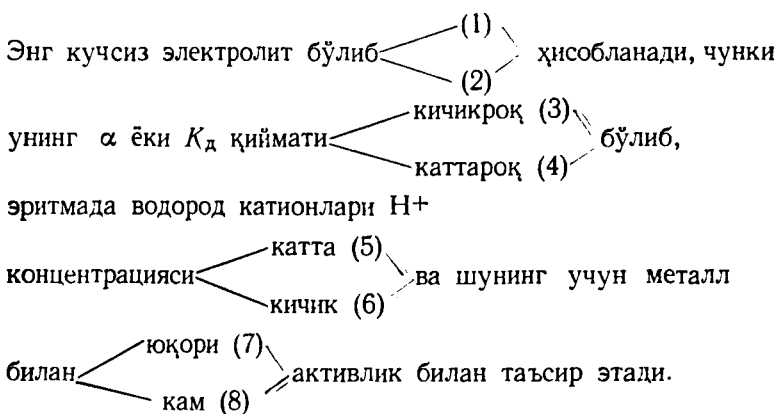 (1)
Энг кучсиз электролит бўлиб ҳисобланади, чунки
(2)
кичикроқ (3)
унинг α ёки Kд қиймати бўлиб,
каттароқ (4)
эритмада водород катионлари H+
катта (5)
концентрацияси ва шунинг учун металл
кичик (6)
юқори (7)
билан активлик билан таъсир этади.
кам (8)